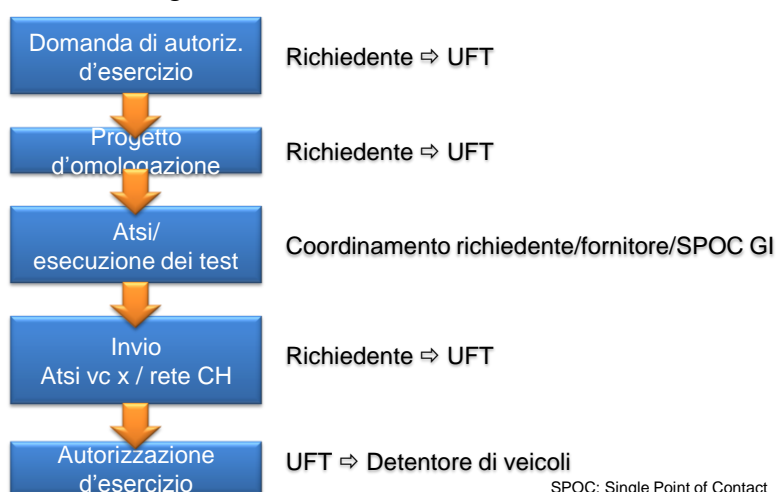 Domanda di autoriz.
d'esercizio
Richiedente ⇨ UFT
Progetto
d'omologazione
Richiedente ⇨ UFT
Atsi/
esecuzione dei test
Coordinamento richiedente/fornitore/SPOC GI
Invio
Atsi vc x / rete CH
Richiedente ⇨ UFT
Autorizzazione
d'esercizio
UFT ⇨ Detentore di veicoli
SPOC: Single Point of Contact